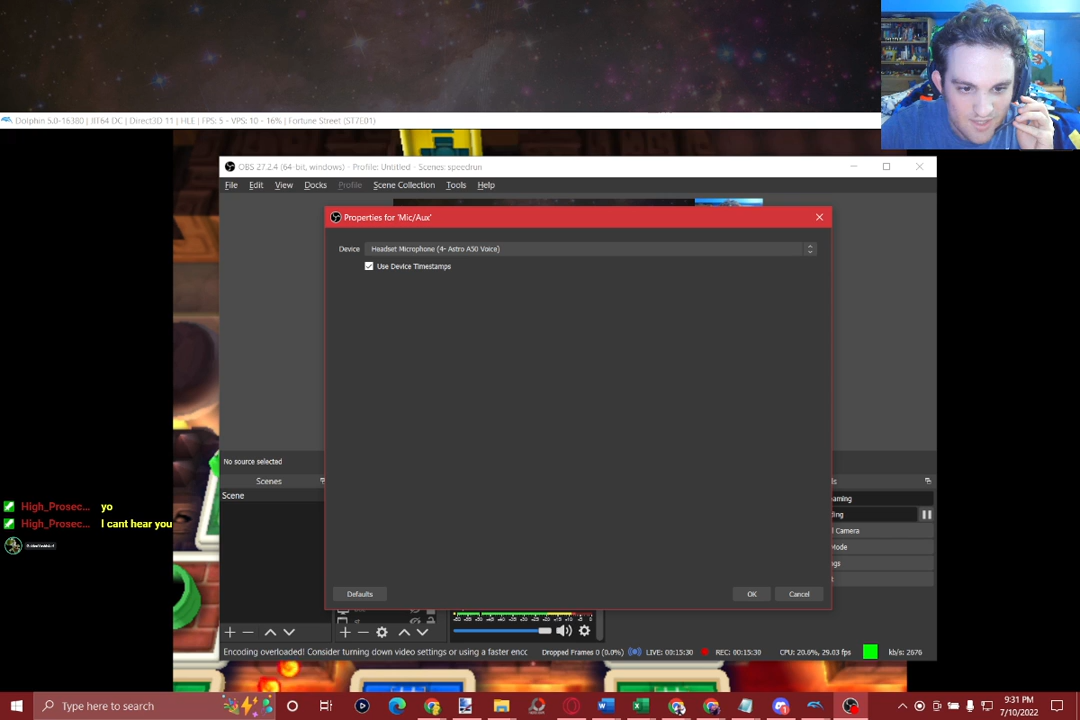 Dolphin 5.0-16380 | JIT64 DC | Direct3D 11 | HLE | FPS: 5 - VPS: 10 - 16% | Fortune Street (ST7E01)
OBS 27.2.4 (64-bit, windows) - Profile: Untitled - Scenes: speedrun
File Edit View Docks Profile Scene Collection Tools Help
Properties for 'Mic/Aux'
Device Headset Microphone (4- Astro A50 Voice)
Use Device Timestamps
No source selected
Scenes
Scene
High_Prosec... yo
High_Prosec... I cant hear you
Defaults OK Cancel
Encoding overloaded! Consider turning down video settings or using a faster enco Dropped Frames 0 (0.0%) LIVE: 00:15:30 REC: 00:15:30 CPU: 20.6%, 29.03 fps kb/s: 2676
Type here to search
9:31 PM
7/10/2022